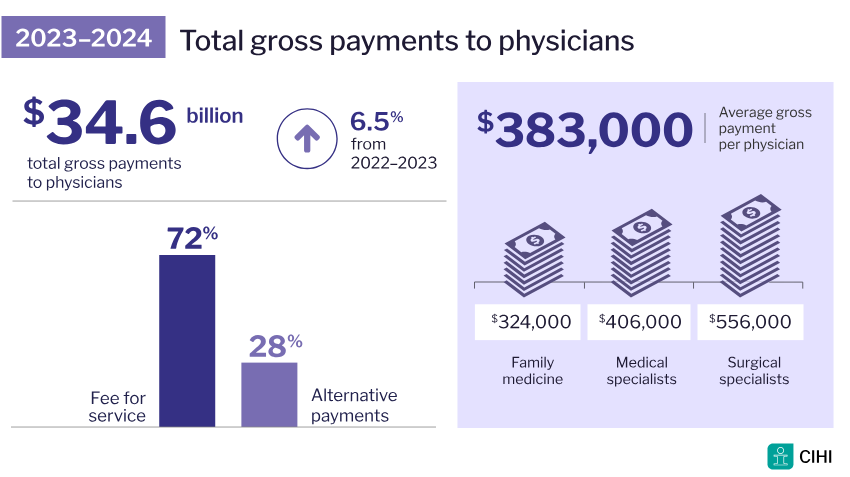 2023–2024
Total gross payments to physicians
$34.6 billion
total gross payments
to physicians
6.5%
from
2022–2023
72%
28%
Fee for
service
Alternative
payments
$383,000
Average gross
payment
per physician
$324,000
$406,000
$556,000
Family
medicine
Medical
specialists
Surgical
specialists
CIHI